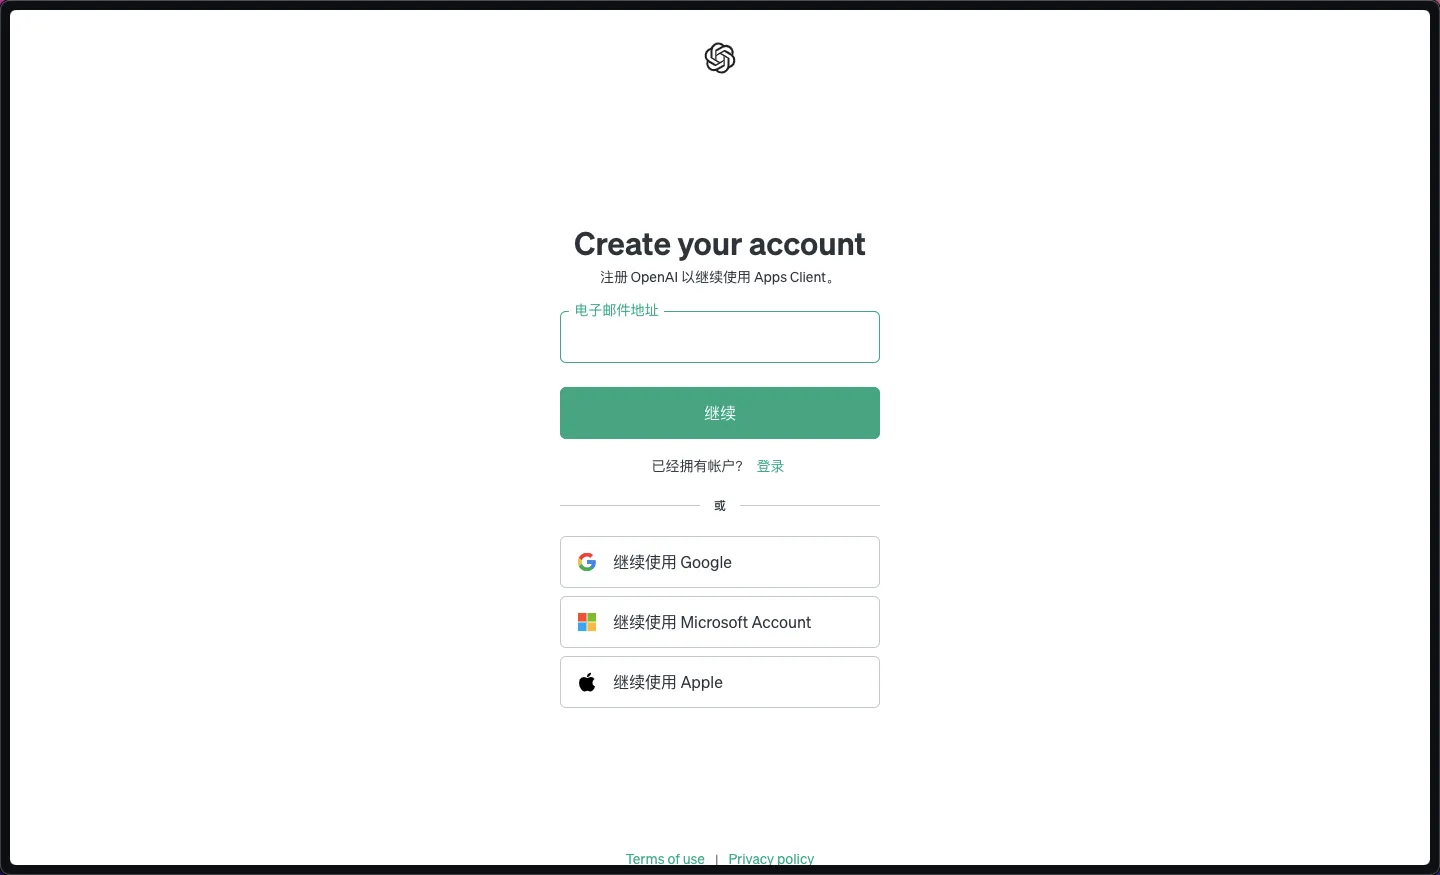 Create your account
注册 OpenAI 以继续使用 Apps Client。
电子邮件地址
继续
已经拥有帐户? 登录
或
继续使用 Google
继续使用 Microsoft Account
继续使用 Apple
Terms of use | Privacy policy